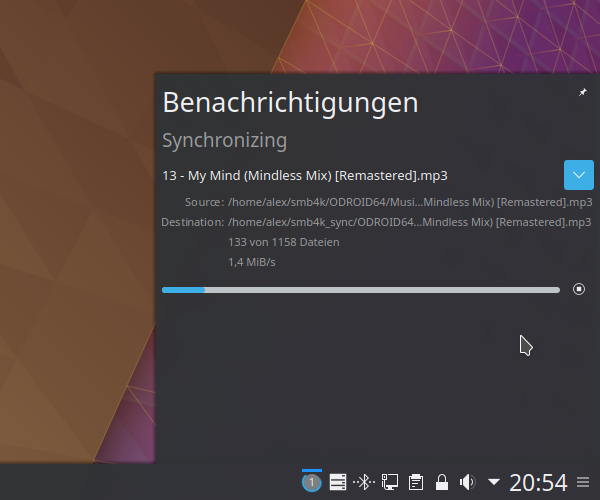 Benachrichtigungen
Synchronizing
13 - My Mind (Mindless Mix) [Remastered].mp3
Source: /home/alex/smb4k/ODROID64/Musi...Mindless Mix) [Remastered].mp3
Destination: /home/alex/smb4k_sync/ODROID64...Mindless Mix) [Remastered].mp3
133 von 1158 Dateien
1,4 MiB/s
1
20:54